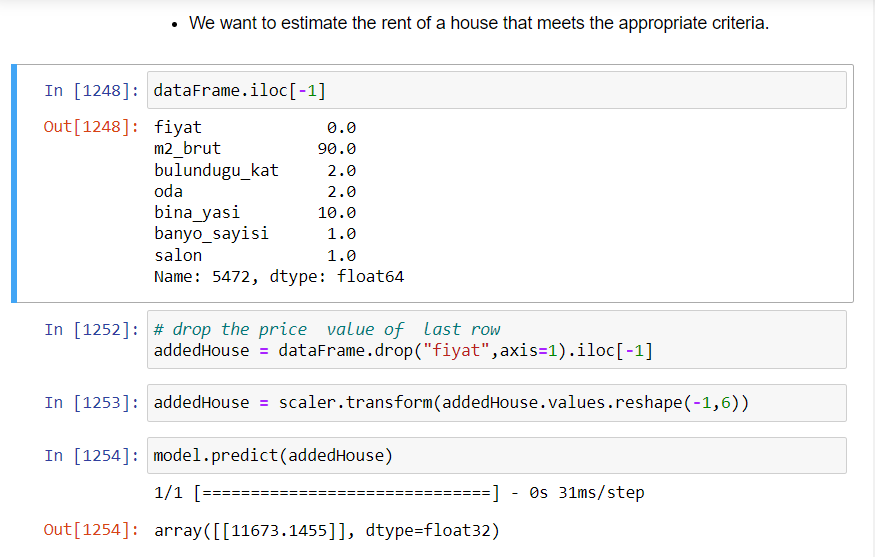 • We want to estimate the rent of a house that meets the appropriate criteria.
In [1248]: dataFrame.iloc[-1]
Out[1248]: fiyat 0.0
m2_brut 90.0
bulundugu_kat 2.0
oda 2.0
bina_yasi 10.0
banyo_sayisi 1.0
salon 1.0
Name: 5472, dtype: float64
In [1252]: # drop the price  value of  last row
addedHouse = dataFrame.drop("fiyat",axis=1).iloc[-1]
In [1253]: addedHouse = scaler.transform(addedHouse.values.reshape(-1,6))
In [1254]: model.predict(addedHouse)
1/1 [==============================] - 0s 31ms/step
Out[1254]: array([[11673.1455]], dtype=float32)